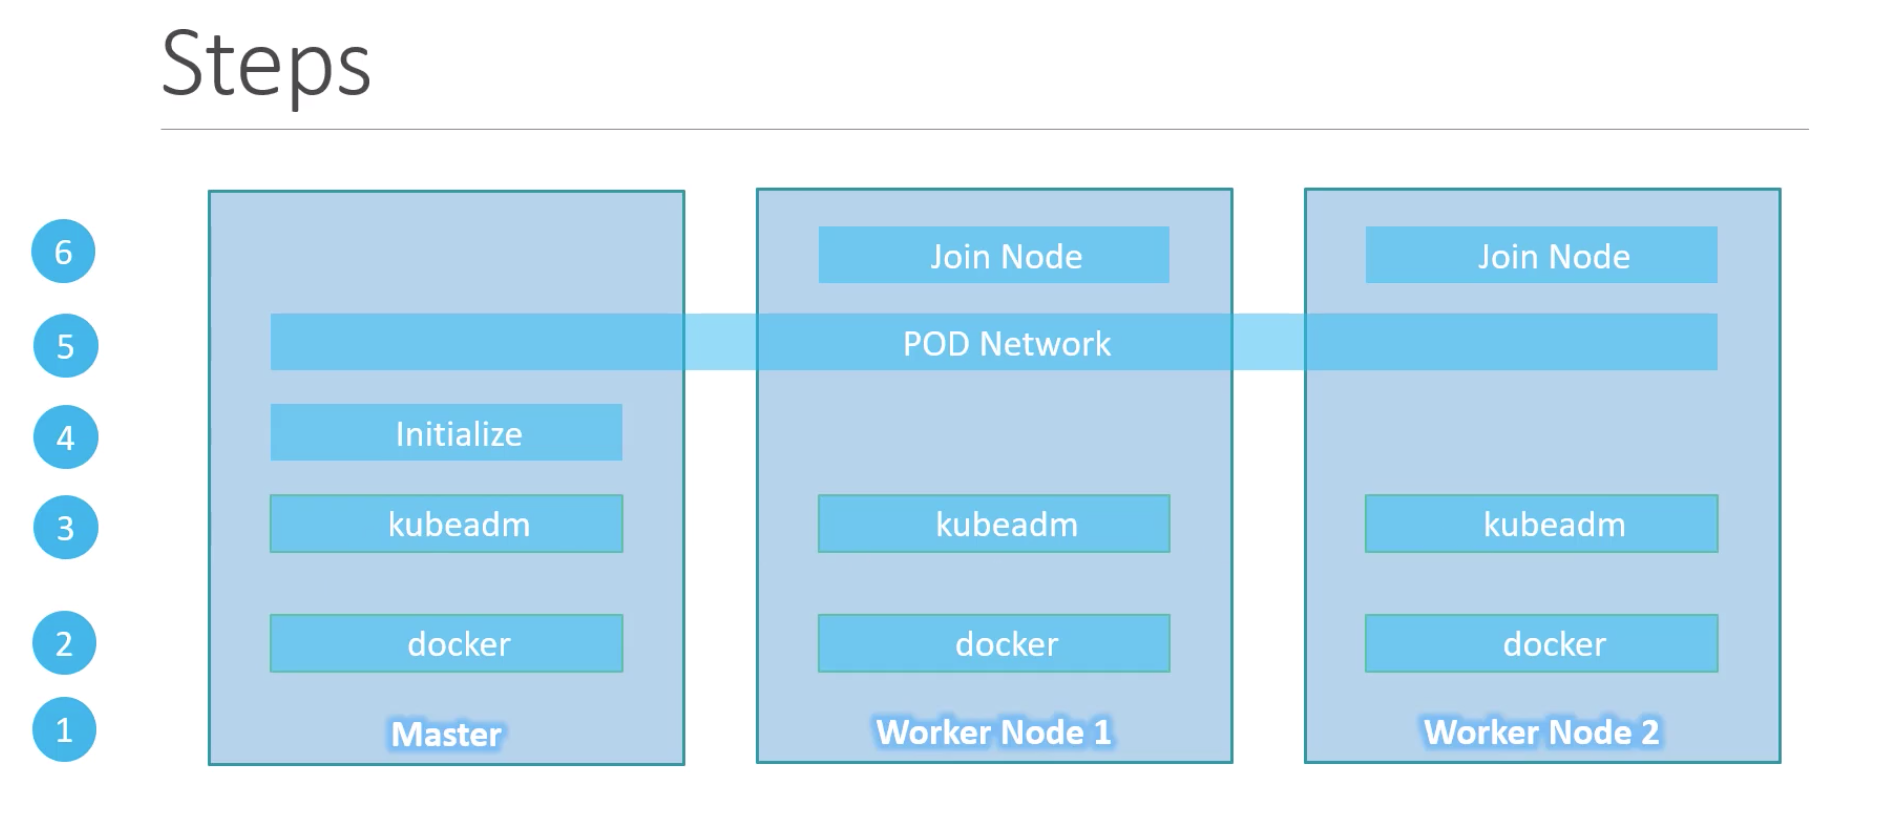 Steps
6
Join Node
Join Node
5
POD Network
4
Initialize
3
kubeadm
kubeadm
kubeadm
2
docker
docker
docker
1
Master
Worker Node 1
Worker Node 2